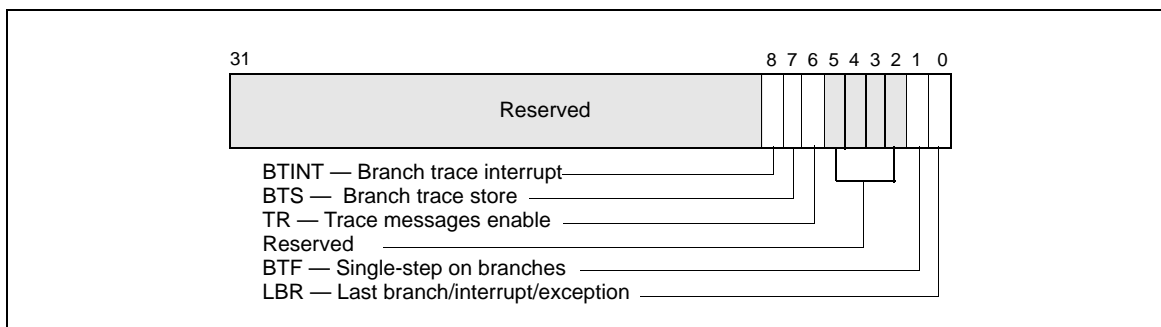 31 8 7 6 5 4 3 2 1 0
Reserved
BTINT — Branch trace interrupt
BTS — Branch trace store
TR — Trace messages enable
Reserved
BTF — Single-step on branches
LBR — Last branch/interrupt/exception